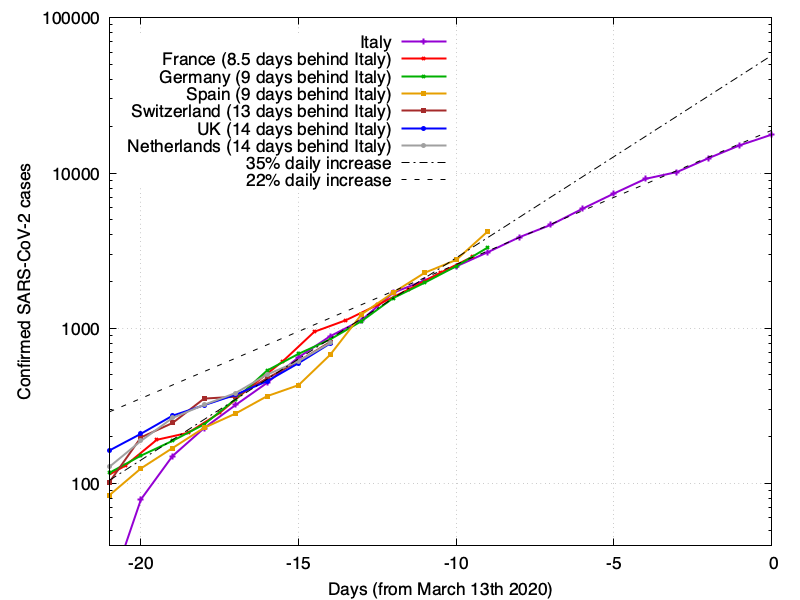 100000
Italy
France (8.5 days behind Italy)
Germany (9 days behind Italy)
Spain (9 days behind Italy)
Switzerland (13 days behind Italy)
UK (14 days behind Italy)
Netherlands (14 days behind Italy)
35% daily increase
22% daily increase
10000
Confirmed SARS-CoV-2 cases
1000
100
-20 -15 -10 -5 0
Days (from March 13th 2020)